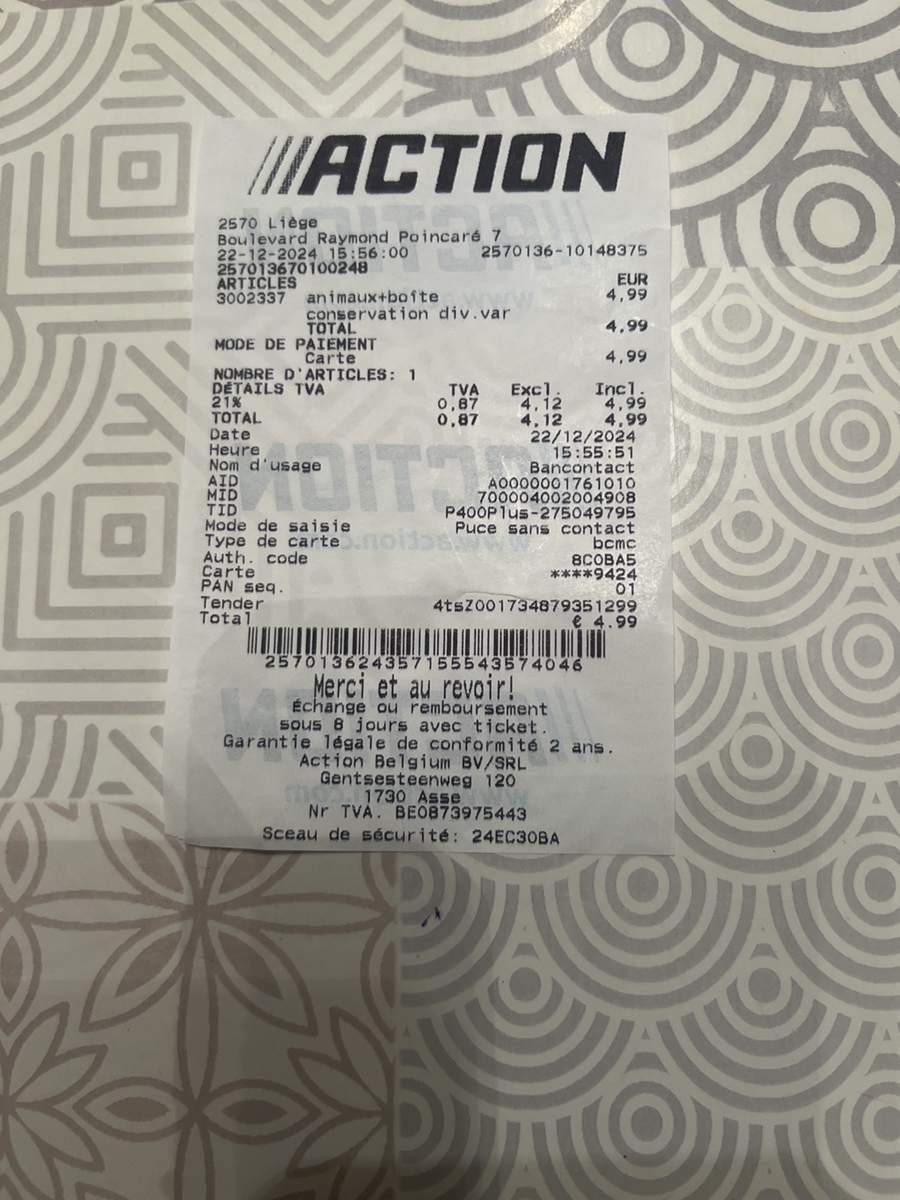 ACTION
2570 Liège
Boulevard Raymond Poincaré 7
22-12-2024 15:56:00 2570136-10148375
257013670100248
ARTICLES EUR
3002337 animaux+boîte 4,99
conservation div.var
TOTAL 4,99
MODE DE PAIEMENT
Carte 4,99
NOMBRE D'ARTICLES: 1
DÉTAILS TVA TVA Excl. Incl.
21% 0,87 4,12 4,99
TOTAL 0,87 4,12 4,99
Date 22/12/2024
Heure 15:55:51
Nom d'usage Bancontact
AID A0000001761010
MID 700004002004908
TID P400Plus-275049795
Mode de saisie Puce sans contact
Type de carte bcmc
Auth. code 8C0BA5
Carte ****9424
PAN seq. 01
Tender 4tsZ001734879351299
Total € 4.99
257013624357155543574046
Merci et au revoir!
Échange ou remboursement
sous 8 jours avec ticket.
Garantie légale de conformité 2 ans.
Action Belgium BV/SRL
Gentsesteenweg 120
1730 Asse
Nr TVA. BE0873975443
Sceau de sécurité: 24EC30BA